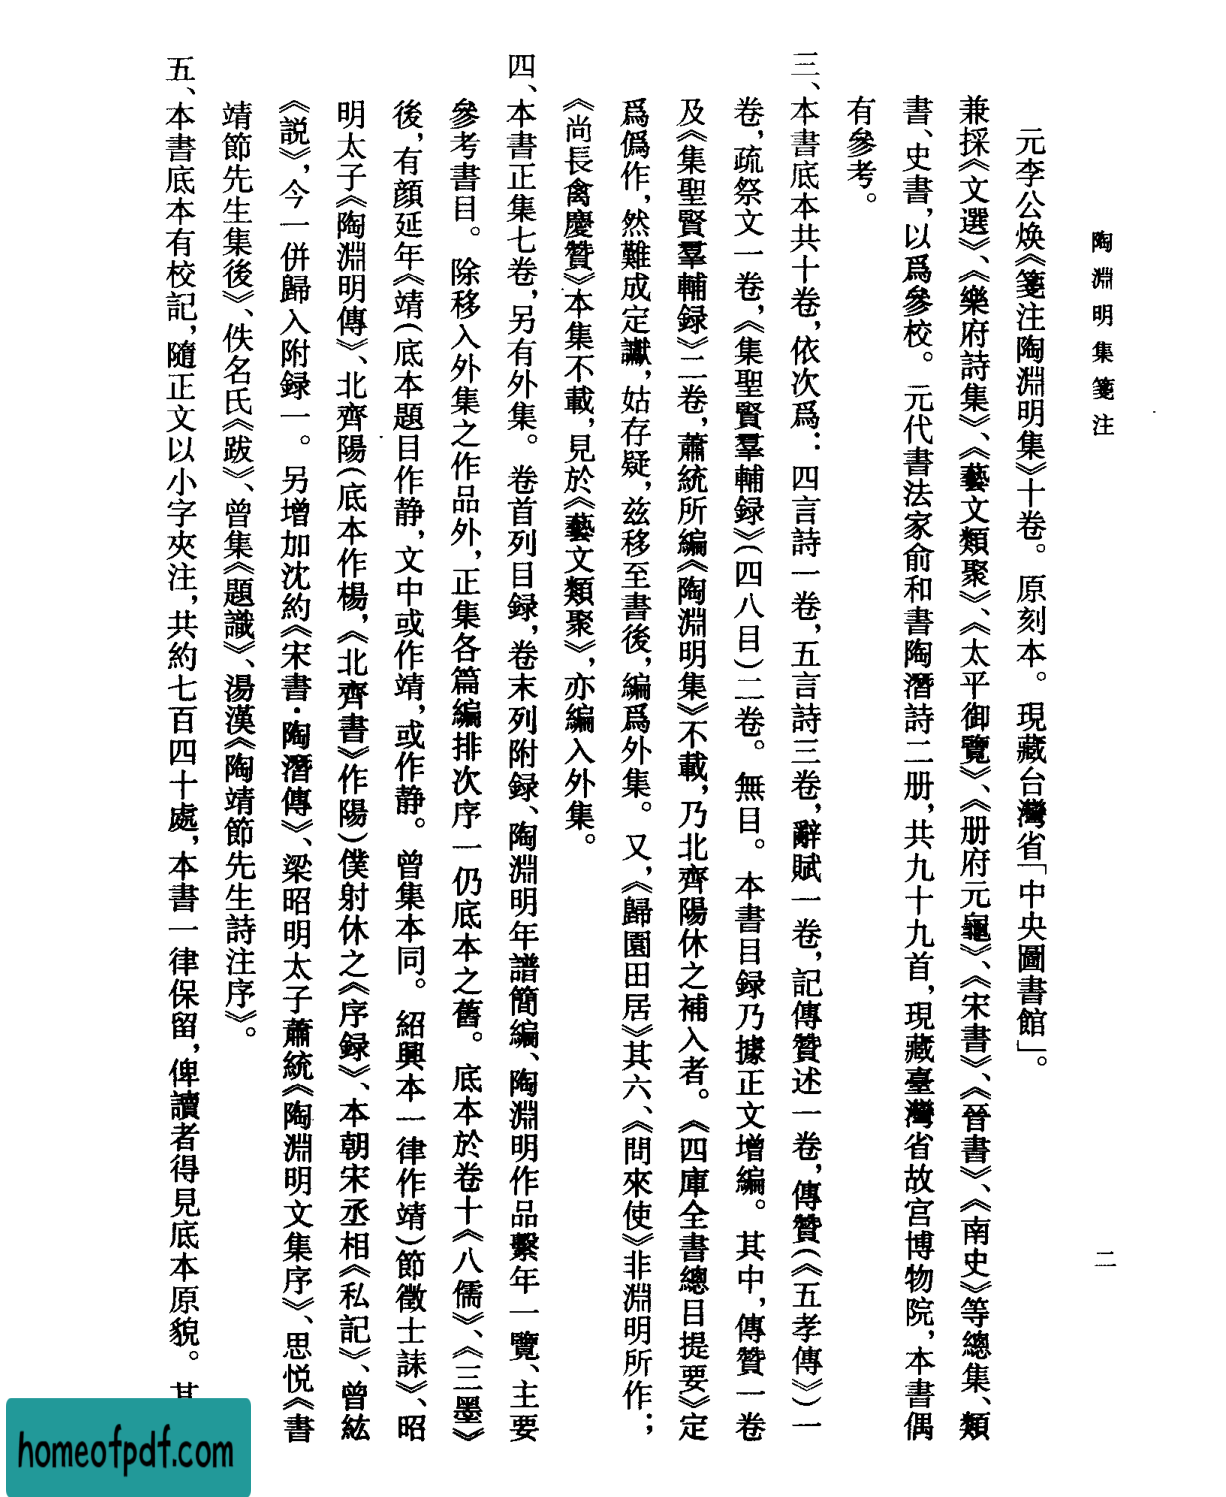 陶淵明集箋注
二
元李公煥《箋注陶淵明集》十卷。原刻本。現藏台灣省「中央圖書館」。
兼採《文選》、《樂府詩集》、《藝文類聚》、《太平御覽》、《册府元龜》、《宋書》、《晉書》、《南史》等總集、類
書、史書，以爲參校。元代書法家俞和書陶潛詩二册，共九十九首，現藏臺灣省故宫博物院，本書偶
有參考。
三、本書底本共十卷，依次爲：四言詩一卷，五言詩三卷，辭賦一卷，記傳贊述一卷，傳贊（《五孝傳》）一
卷，疏祭文一卷，《集聖賢羣輔録》（四八目）二卷。無目。本書目録乃據正文增編。其中，傳贊一卷
及《集聖賢羣輔録》二卷，蕭統所編《陶淵明集》不載，乃北齊陽休之補入者。《四庫全書總目提要》定
爲僞作，然難成定讞，姑存疑，兹移至書後，編爲外集。又，《歸園田居》其六、《問來使》非淵明所作；
《尚長禽慶贊》本集不載，見於《藝文類聚》，亦編入外集。
四、本書正集七卷，另有外集。卷首列目録，卷末列附録、陶淵明年譜簡編、陶淵明作品繫年一覽、主要
參考書目。除移入外集之作品外，正集各篇編排次序一仍底本之舊。底本於卷十《八儒》、《三墨》
後，有顔延年《靖（底本題目作静，文中或作靖，或作静。曾集本同。紹興本一律作靖）節徵士誄》、昭
明太子《陶淵明傳》、北齊陽（底本作楊，《北齊書》作陽）僕射休之《序録》、本朝宋丞相《私記》、曾紘
《説》，今一併歸入附録一。另增加沈約《宋書·陶潛傳》、梁昭明太子蕭統《陶淵明文集序》、思悦《書
靖節先生集後》、佚名氏《跋》、曾集《題識》、湯漢《陶靖節先生詩注序》。
五、本書底本有校記，隨正文以小字夾注，共約七百四十處，本書一律保留，俾讀者得見底本原貌。其
homeofpdf.com